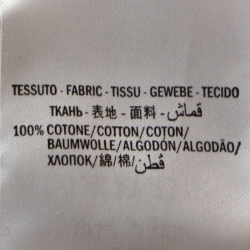 TESSUTO - FABRIC - TISSU - GEWEBE - TECIDO
ТКАНЬ - 表地 - 面料 - قماش
100% COTONE/COTTON/COTON/
BAUMWOLLE/ALGODÓN/ALGODÃO/
ХЛОПОК/綿/棉/قطن